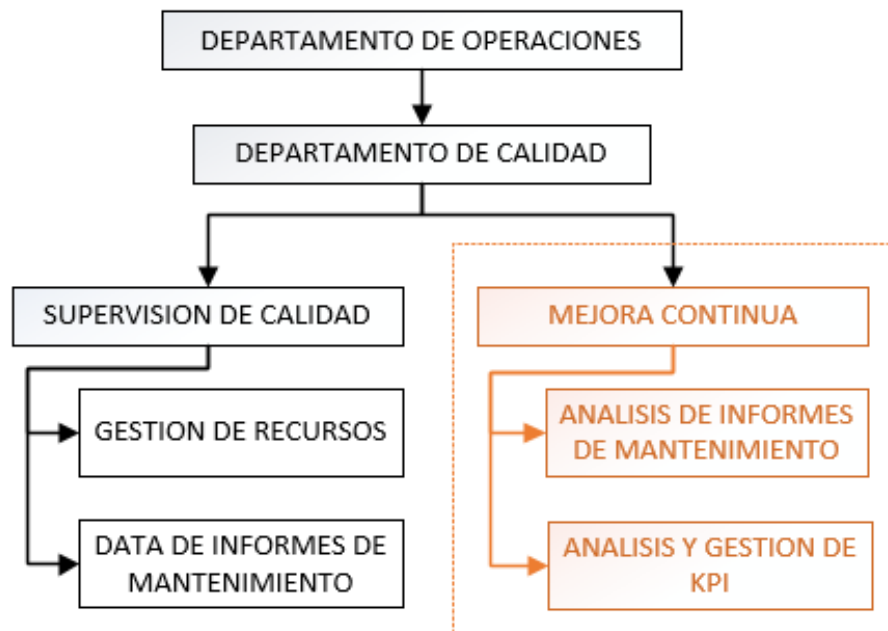 DEPARTAMENTO DE OPERACIONES
DEPARTAMENTO DE CALIDAD
SUPERVISION DE CALIDAD
MEJORA CONTINUA
GESTION DE RECURSOS
ANALISIS DE INFORMES
DE MANTENIMIENTO
DATA DE INFORMES DE
MANTENIMIENTO
ANALISIS Y GESTION DE
KPI